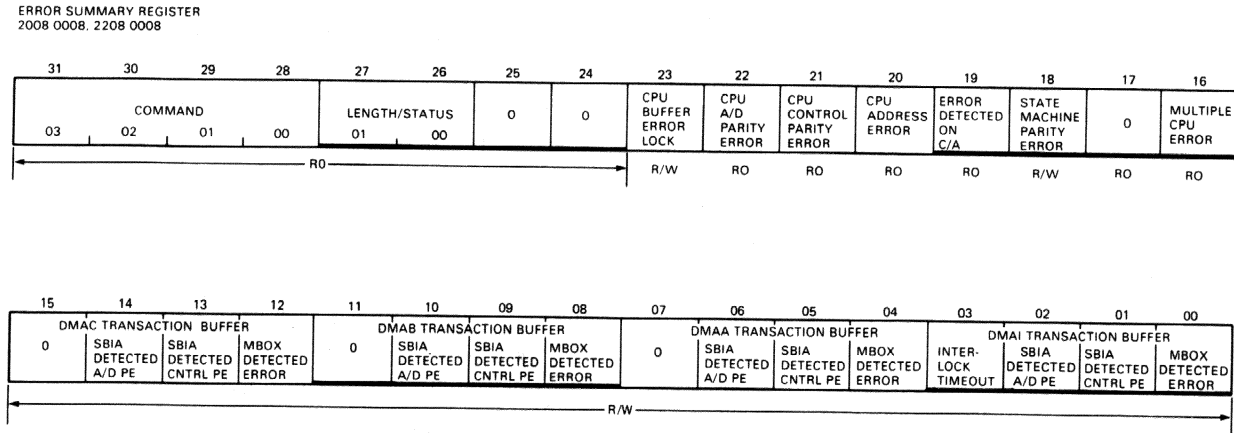 ERROR SUMMARY REGISTER
2008 0008, 2208 0008
31 30 29 28 27 26 25 24 23 22 21 20 19 18 17 16
COMMAND
03 02 01 00
LENGTH/STATUS
01 00
0
0
CPU
BUFFER
ERROR
LOCK
CPU
A/D
PARITY
ERROR
CPU
CONTROL
PARITY
ERROR
CPU
ADDRESS
ERROR
ERROR
DETECTED
ON
C/A
STATE
MACHINE
PARITY
ERROR
0
MULTIPLE
CPU
ERROR
RO R/W RO RO RO RO R/W RO RO
15 14 13 12 11 10 09 08 07 06 05 04 03 02 01 00
DMAC TRANSACTION BUFFER
0
SBIA
DETECTED
A/D PE
SBIA
DETECTED
CNTRL PE
MBOX
DETECTED
ERROR
DMAB TRANSACTION BUFFER
0
SBIA
DETECTED
A/D PE
SBIA
DETECTED
CNTRL PE
MBOX
DETECTED
ERROR
DMAA TRANSACTION BUFFER
0
SBIA
DETECTED
A/D PE
SBIA
DETECTED
CNTRL PE
MBOX
DETECTED
ERROR
DMAI TRANSACTION BUFFER
INTER-
LOCK
TIMEOUT
SBIA
DETECTED
A/D PE
SBIA
DETECTED
CNTRL PE
MBOX
DETECTED
ERROR
R/W